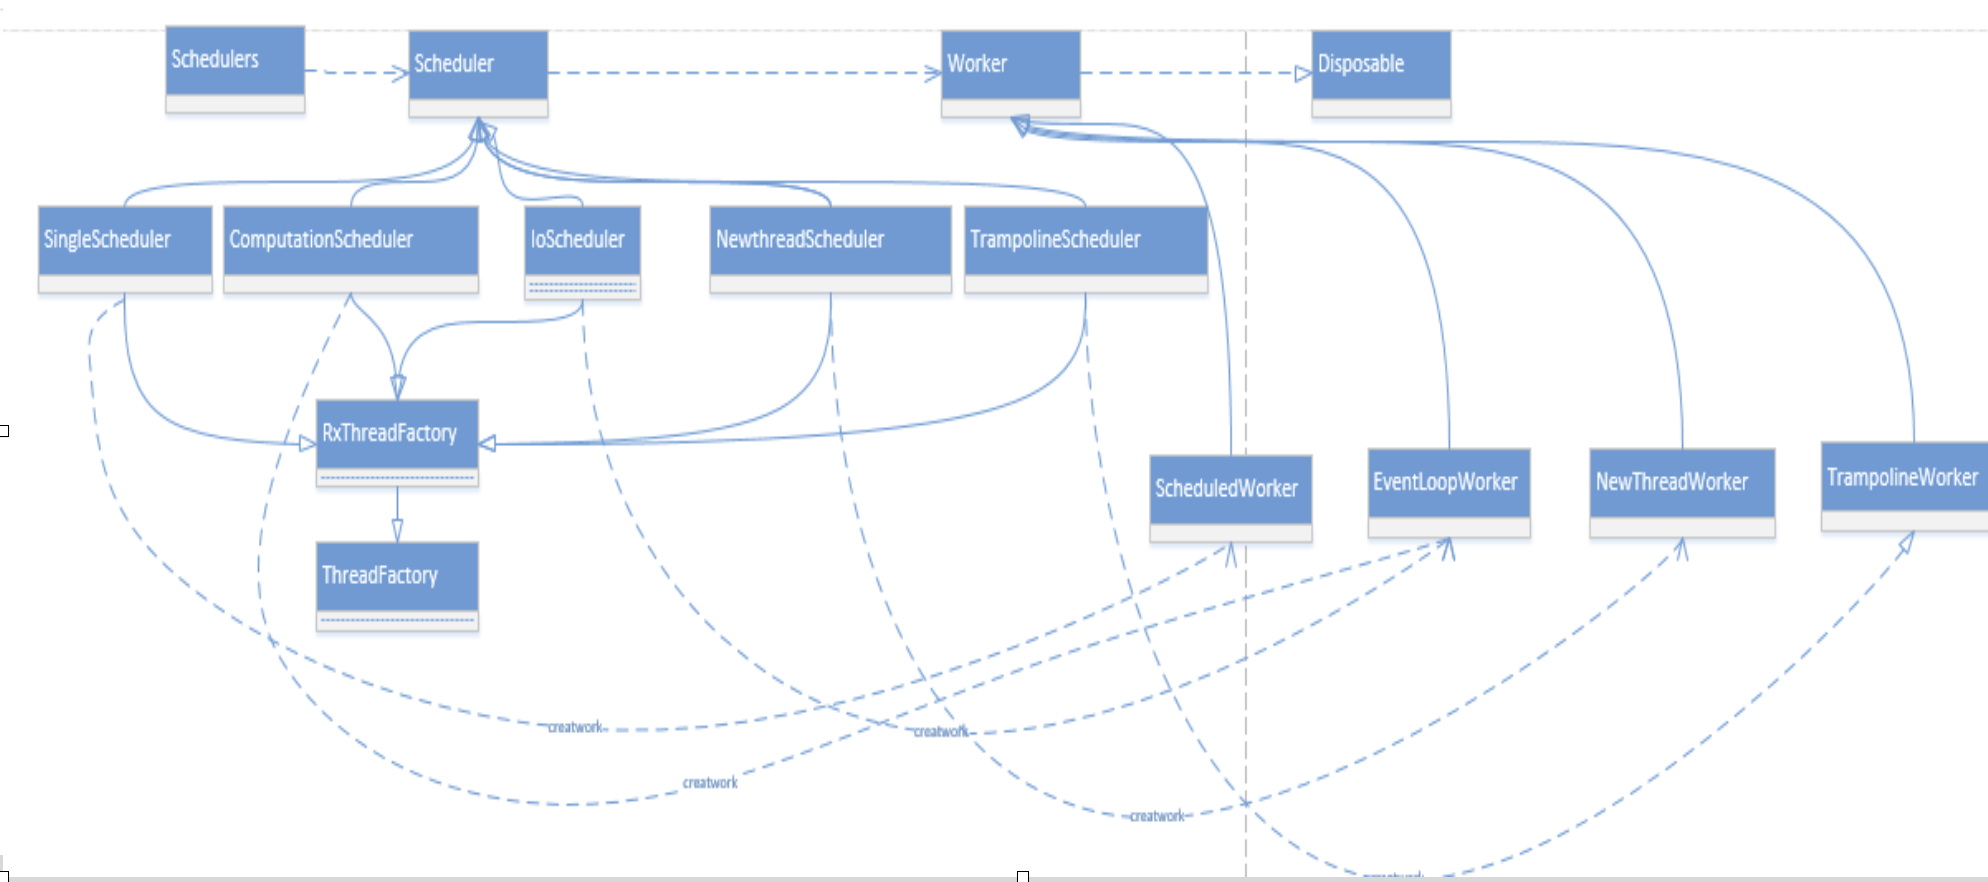 Schedulers
Scheduler
Worker
Disposable
SingleScheduler
ComputationScheduler
IoScheduler
NewthreadScheduler
TrampolineScheduler
RxThreadFactory
ScheduledWorker
EventLoopWorker
NewThreadWorker
TrampolineWorker
ThreadFactory
creatwork
creatwork
creatwork
creatwork